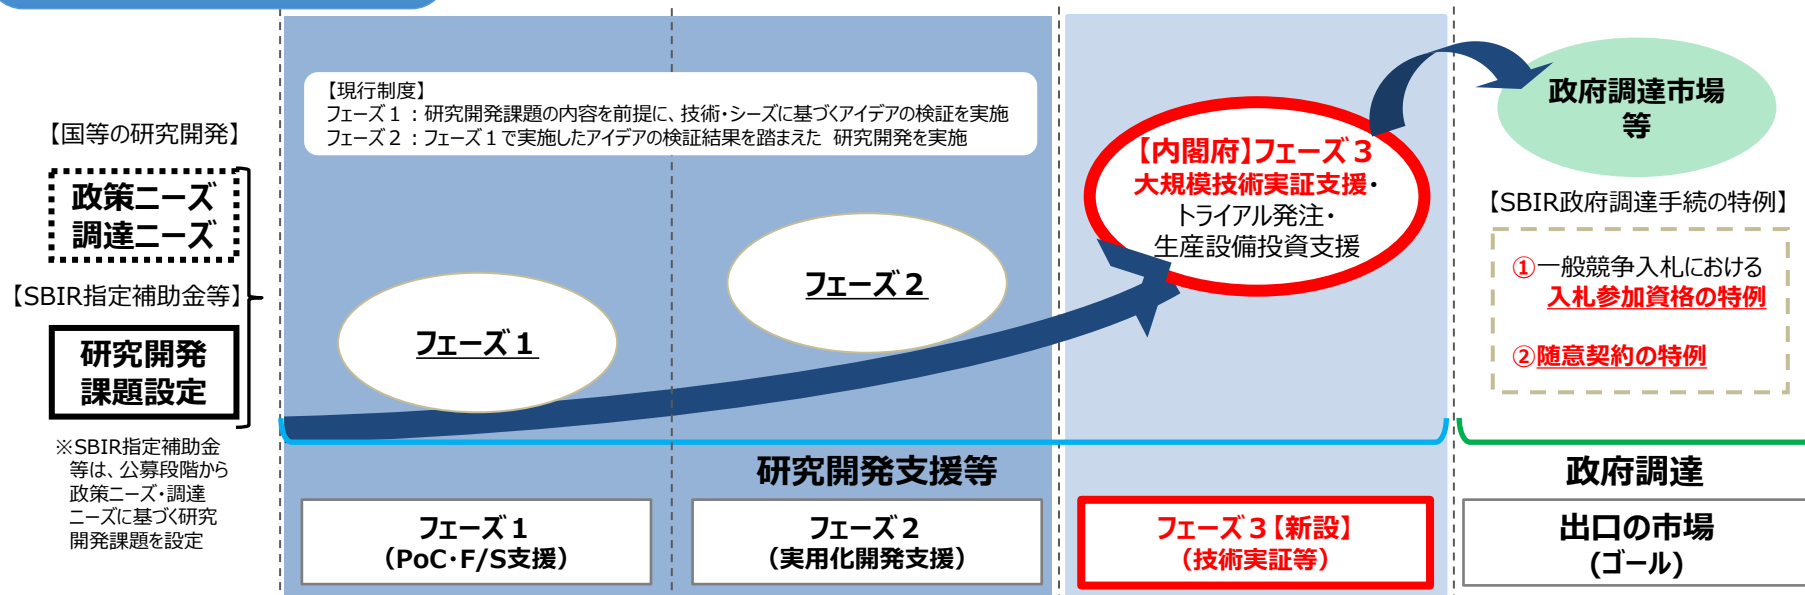 【国等の研究開発】
政策ニーズ
調達ニーズ
【SBIR指定補助金等】
研究開発
課題設定
※SBIR指定補助金
等は、公募段階から
政策ニーズ・調達
ニーズに基づく研究
開発課題を設定
【現行制度】
フェーズ１：研究開発課題の内容を前提に、技術・シーズに基づくアイデアの検証を実施
フェーズ２：フェーズ１で実施したアイデアの検証結果を踏まえた 研究開発を実施
フェーズ１
フェーズ２
【内閣府】フェーズ３
大規模技術実証支援・
トライアル発注・
生産設備投資支援
政府調達市場
等
【SBIR政府調達手続の特例】
①一般競争入札における
入札参加資格の特例
②随意契約の特例
研究開発支援等
政府調達
フェーズ１
（PoC・F/S支援）
フェーズ２
（実用化開発支援）
フェーズ３【新設】
（技術実証等）
出口の市場
(ゴール)